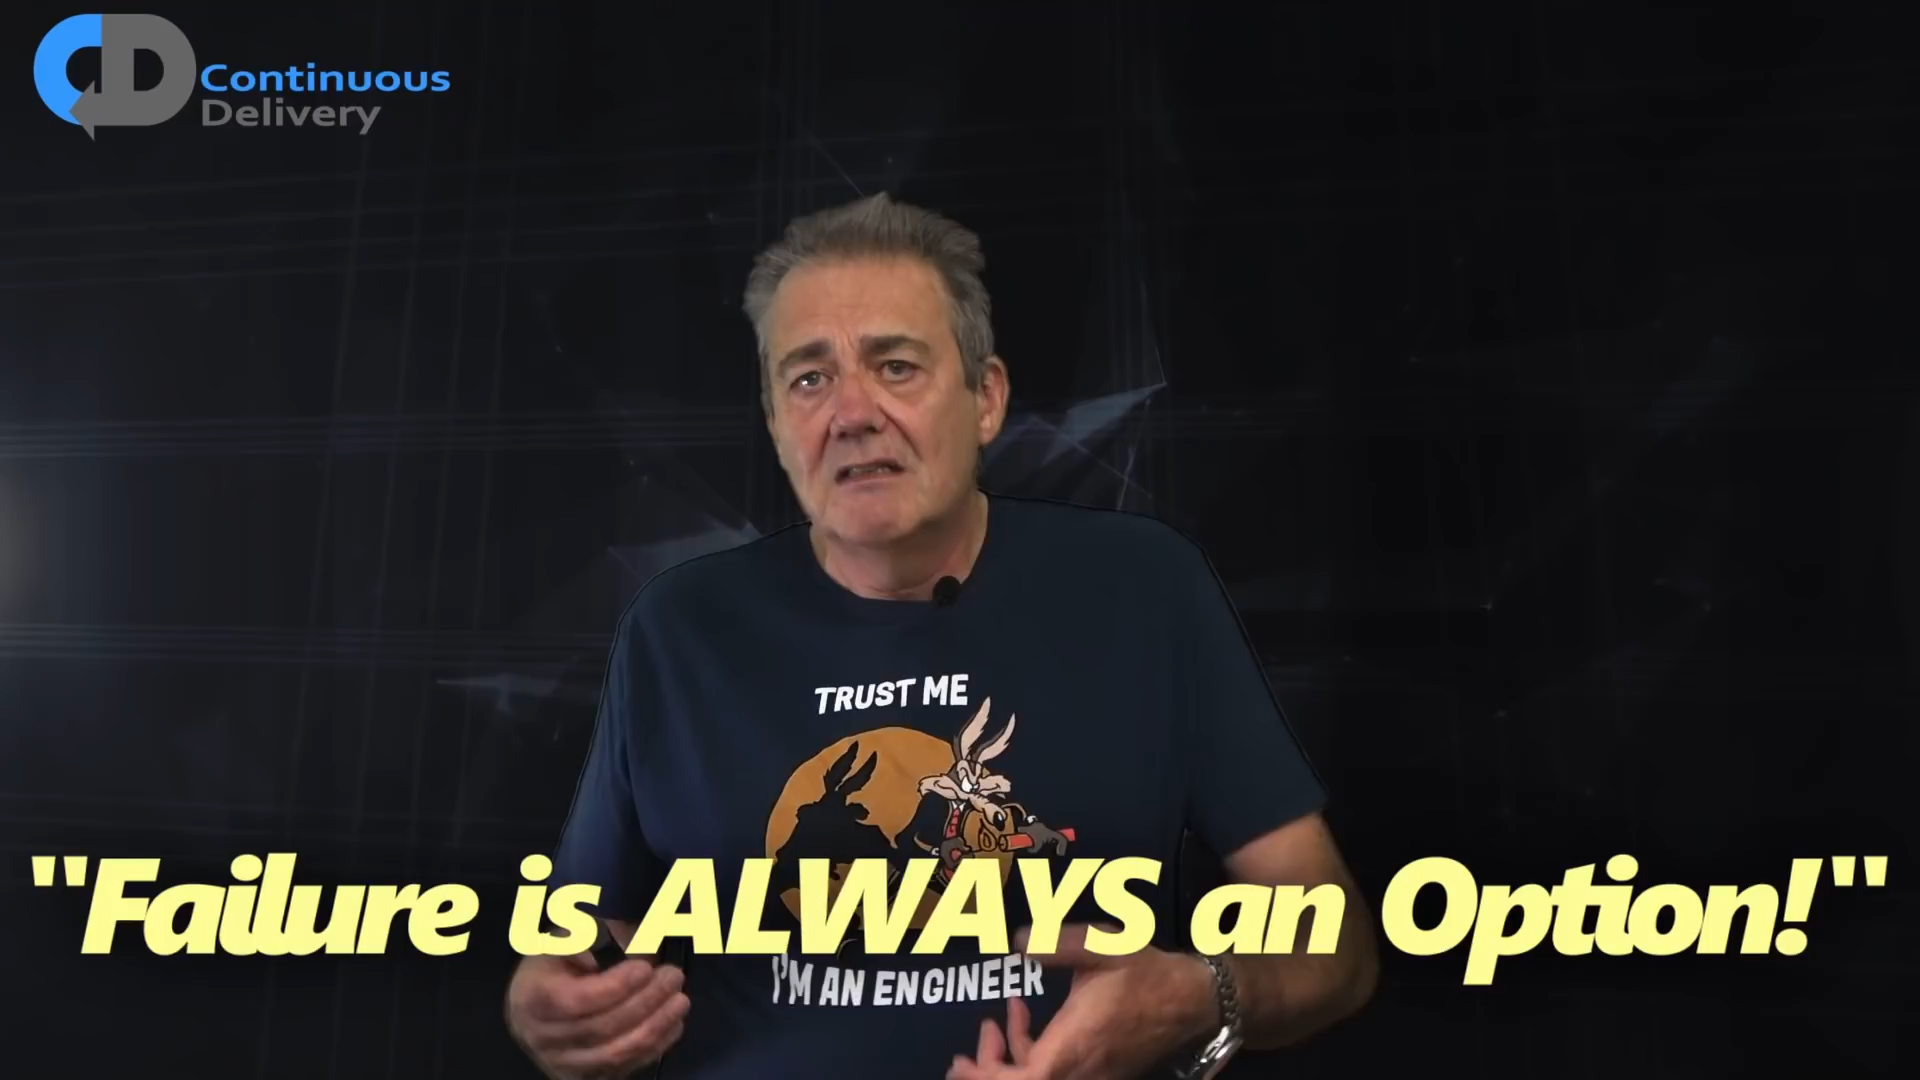 Continuous
Delivery
TRUST ME
"Failure is ALWAYS an Option!"
I'M AN ENGINEER